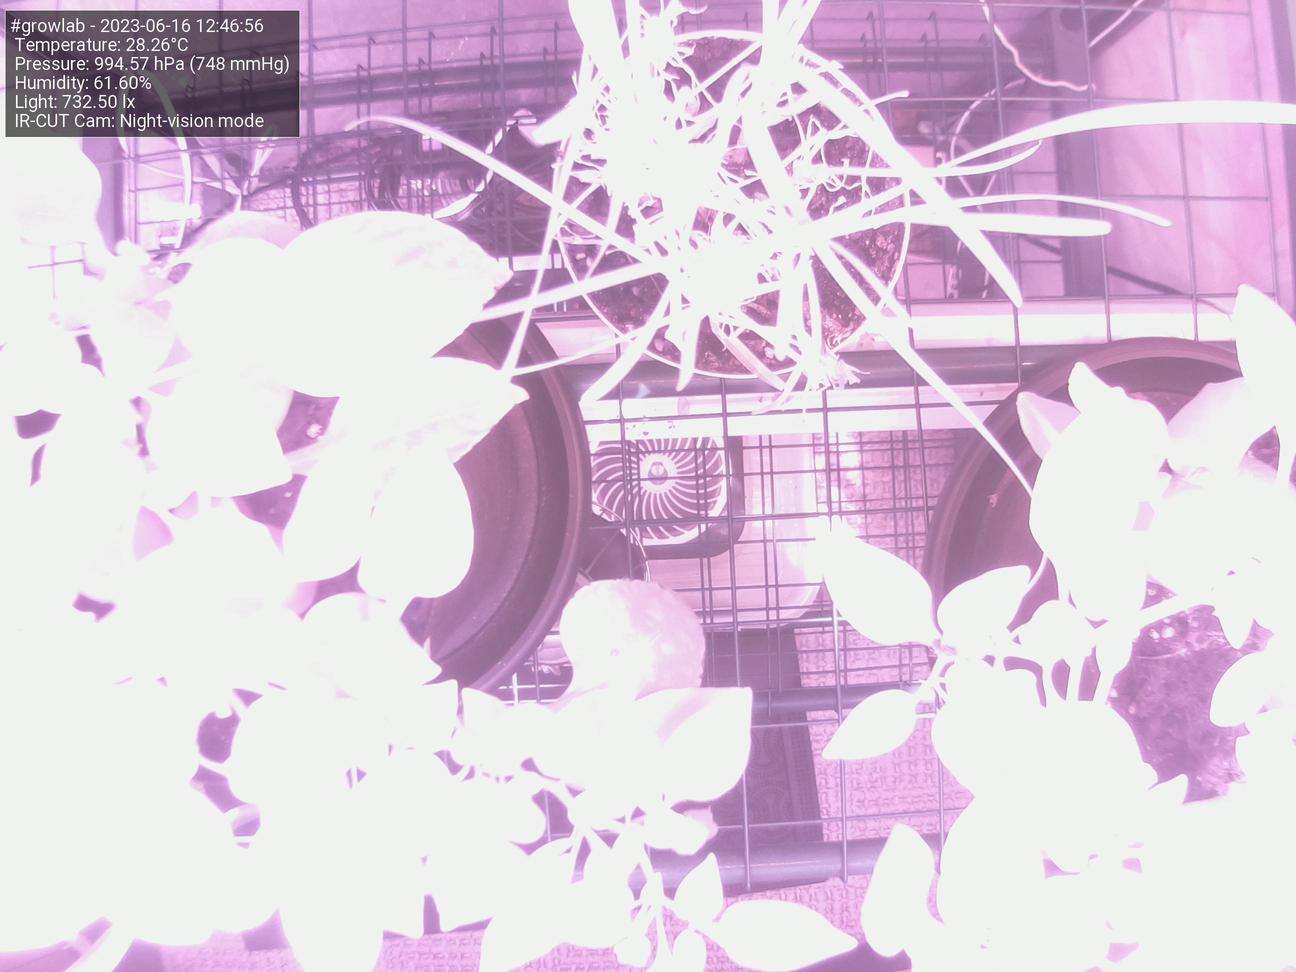 #growlab - 2023-06-16 12:46:56
Temperature: 28.26°C
Pressure: 994.57 hPa (748 mmHg)
Humidity: 61.60%
Light: 732.50 lx
IR-CUT Cam: Night-vision mode